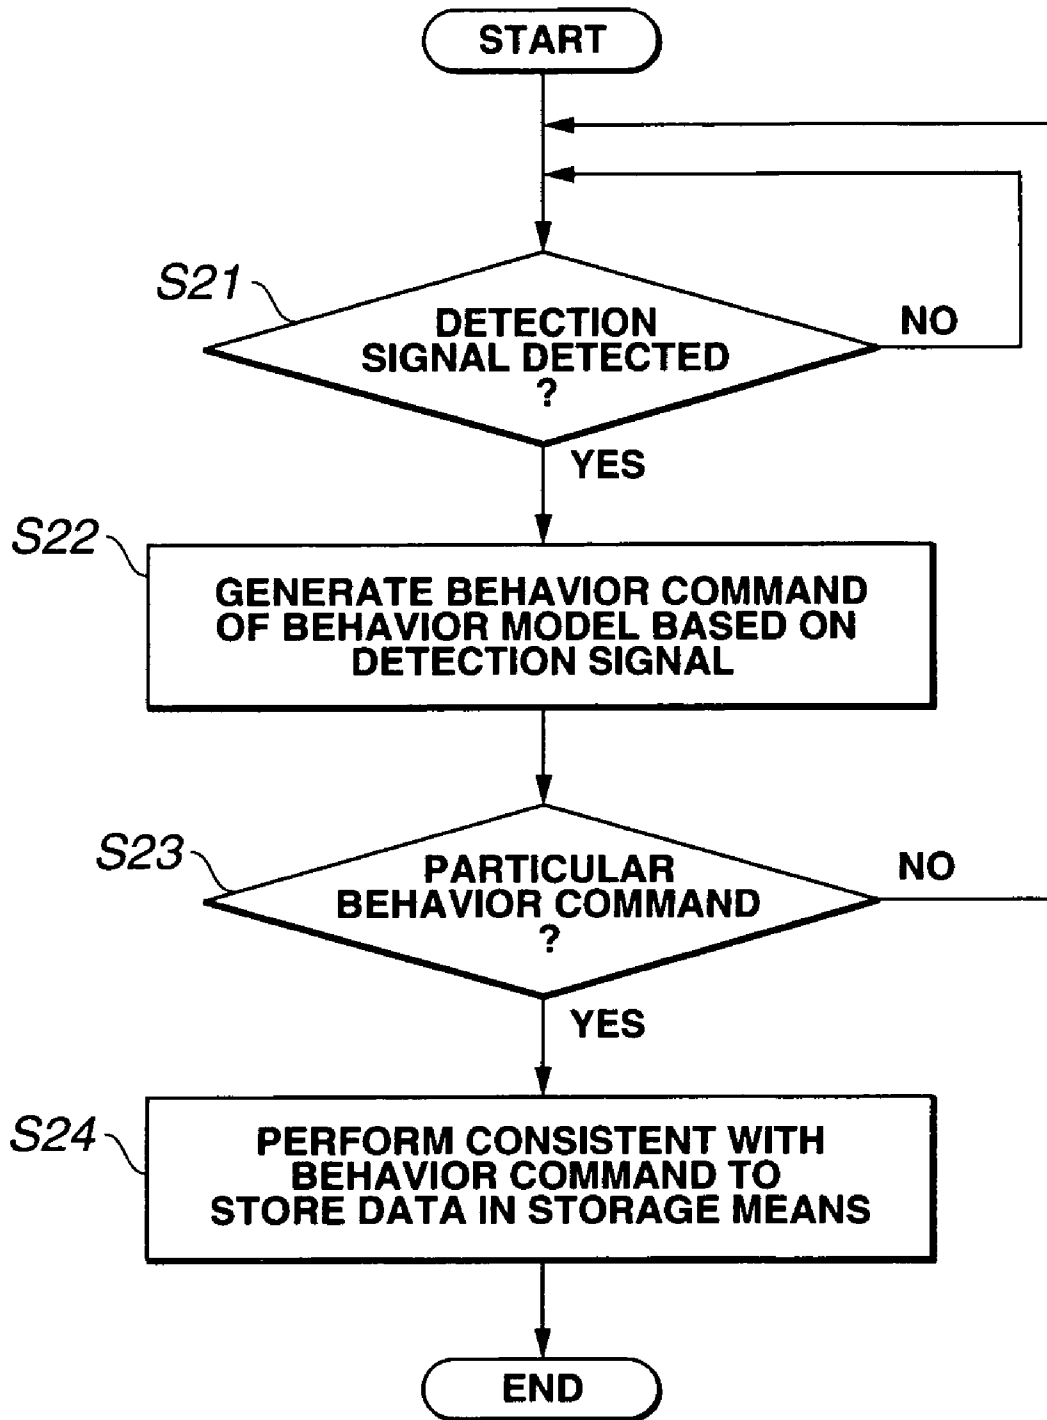 START
S21
DETECTION
SIGNAL DETECTED
?
NO
YES
S22
GENERATE BEHAVIOR COMMAND
OF BEHAVIOR MODEL BASED ON
DETECTION SIGNAL
S23
PARTICULAR
BEHAVIOR COMMAND
?
NO
YES
S24
PERFORM CONSISTENT WITH
BEHAVIOR COMMAND TO
STORE DATA IN STORAGE MEANS
END